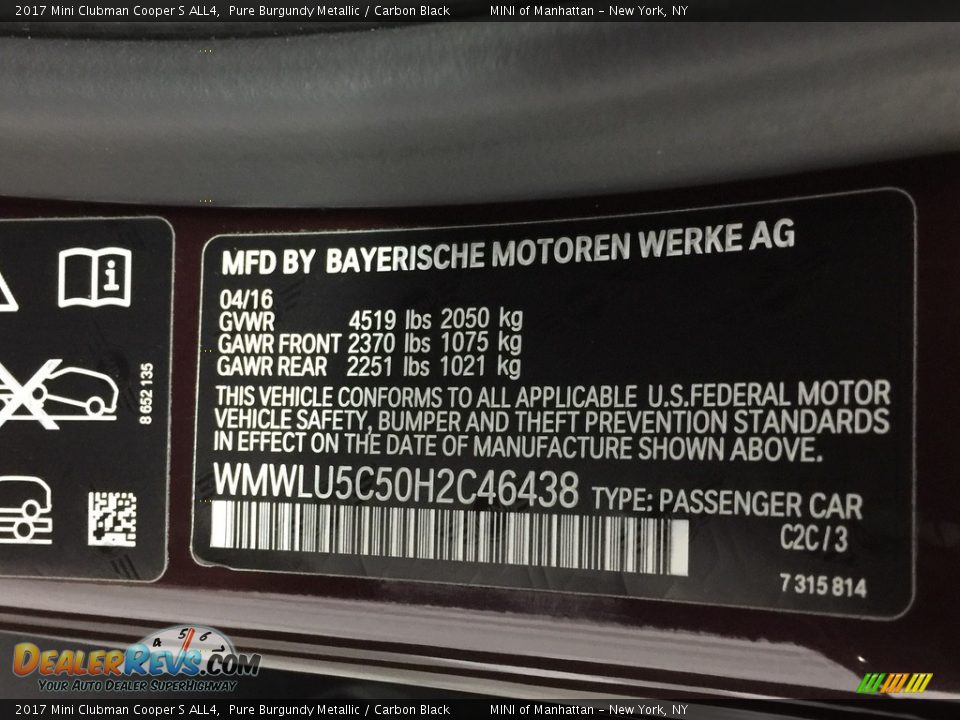 2017 Mini Clubman Cooper S ALL4, Pure Burgundy Metallic / Carbon Black MINI of Manhattan - New York, NY
MFD BY BAYERISCHE MOTOREN WERKE AG
04/16
GVWR 4519 lbs 2050 kg
GAWR FRONT 2370 lbs 1075 kg
GAWR REAR 2251 lbs 1021 kg
THIS VEHICLE CONFORMS TO ALL APPLICABLE U.S.FEDERAL MOTOR
VEHICLE SAFETY, BUMPER AND THEFT PREVENTION STANDARDS
IN EFFECT ON THE DATE OF MANUFACTURE SHOWN ABOVE.
WMWLU5C50H2C46438 TYPE: PASSENGER CAR
C2C / 3
7 315 814
i
8 652 135
4 5 6
DEALERREVS.COM
YOUR AUTO DEALER SUPERHIGHWAY
2017 Mini Clubman Cooper S ALL4, Pure Burgundy Metallic / Carbon Black MINI of Manhattan - New York, NY